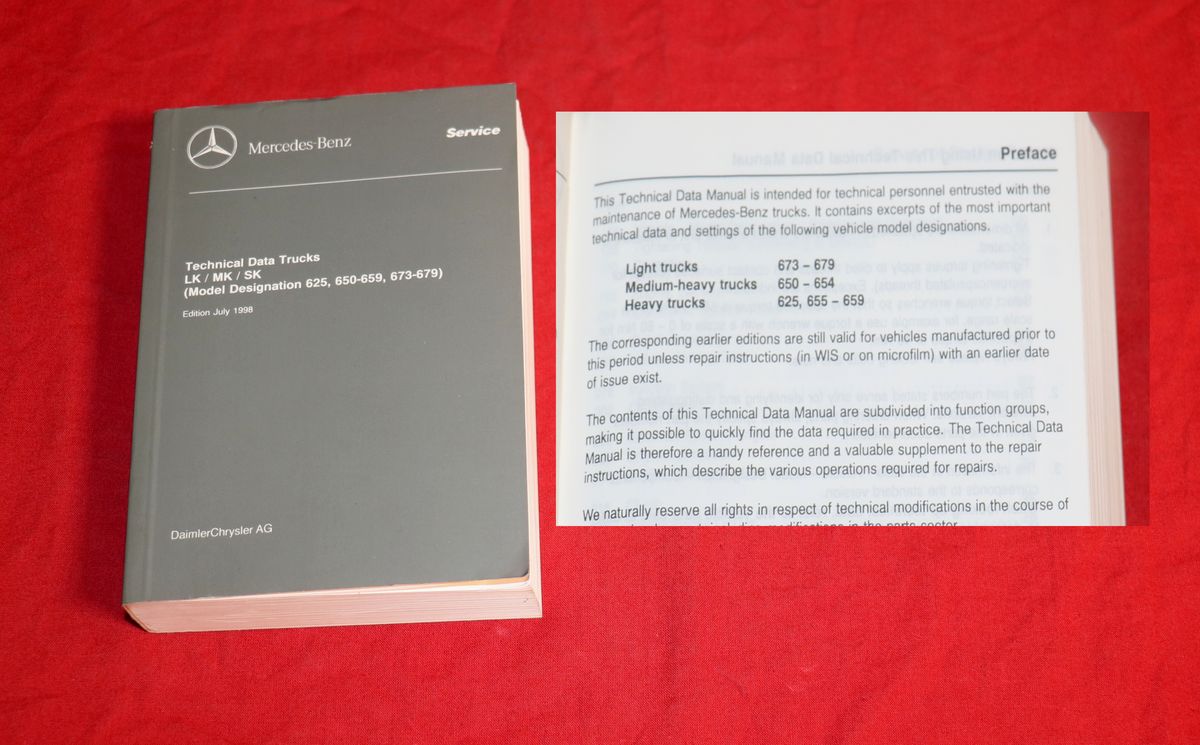 Mercedes-Benz
Service
Technical Data Trucks
LK / MK / SK
(Model Designation 625, 650-659, 673-679)
Edition July 1998
DaimlerChrysler AG
Preface
This Technical Data Manual is intended for technical personnel entrusted with the
maintenance of Mercedes-Benz trucks. It contains excerpts of the most important
technical data and settings of the following vehicle model designations.
Light trucks 673 – 679
Medium-heavy trucks 650 – 654
Heavy trucks 625, 655 – 659
The corresponding earlier editions are still valid for vehicles manufactured prior to
this period unless repair instructions (in WIS or on microfilm) with an earlier date
of issue exist.
The contents of this Technical Data Manual are subdivided into function groups,
making it possible to quickly find the data required in practice. The Technical Data
Manual is therefore a handy reference and a valuable supplement to the repair
instructions, which describe the various operations required for repairs.
We naturally reserve all rights in respect of technical modifications in the course of